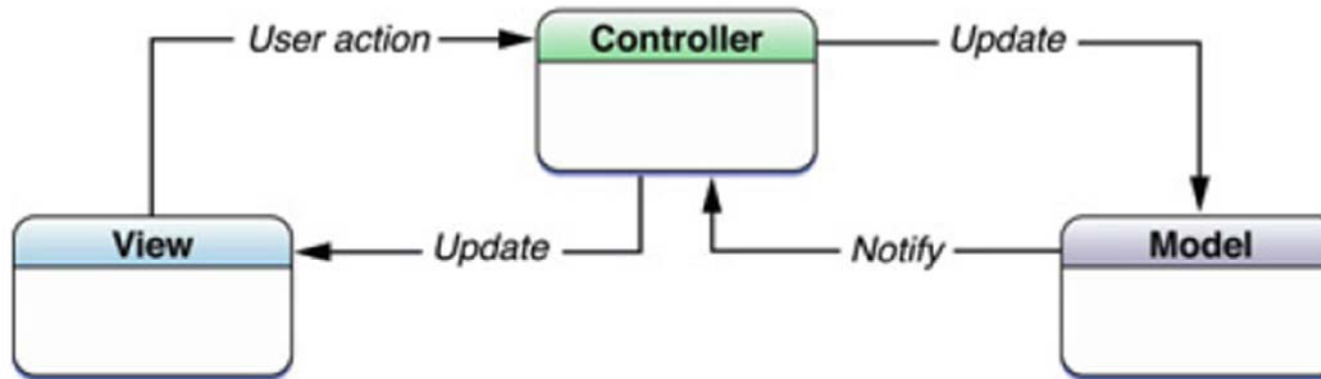 User action
Controller
Update
View
Update
Notify
Model